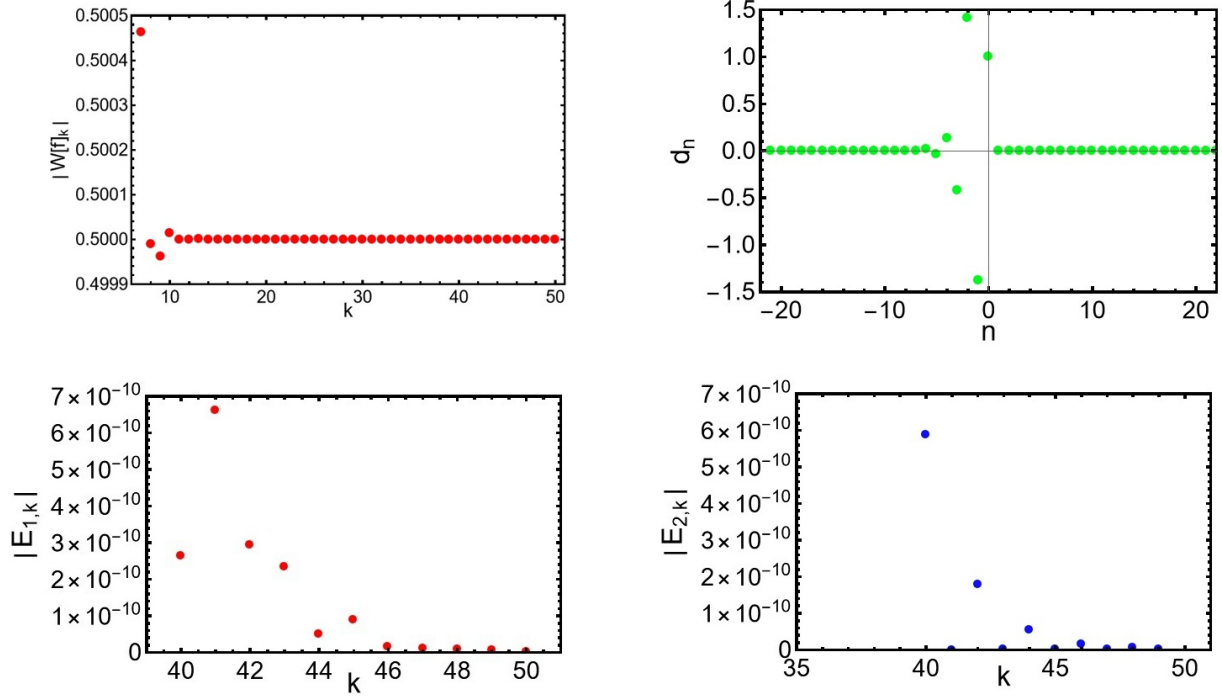 0.5005
0.5004
0.5003
0.5002
0.5001
0.5000
0.4999
|W[f]ₖ|
10 20 30 40 50
k
1.5
1.0
0.5
0.0
−0.5
−1.0
−1.5
dₙ
−20 −10 0 10 20
n
7×10⁻¹⁰
6×10⁻¹⁰
5×10⁻¹⁰
4×10⁻¹⁰
3×10⁻¹⁰
2×10⁻¹⁰
1×10⁻¹⁰
0
|E₁,ₖ|
40 42 44 46 48 50
k
7×10⁻¹⁰
6×10⁻¹⁰
5×10⁻¹⁰
4×10⁻¹⁰
3×10⁻¹⁰
2×10⁻¹⁰
1×10⁻¹⁰
0
|E₂,ₖ|
35 40 45 50
k